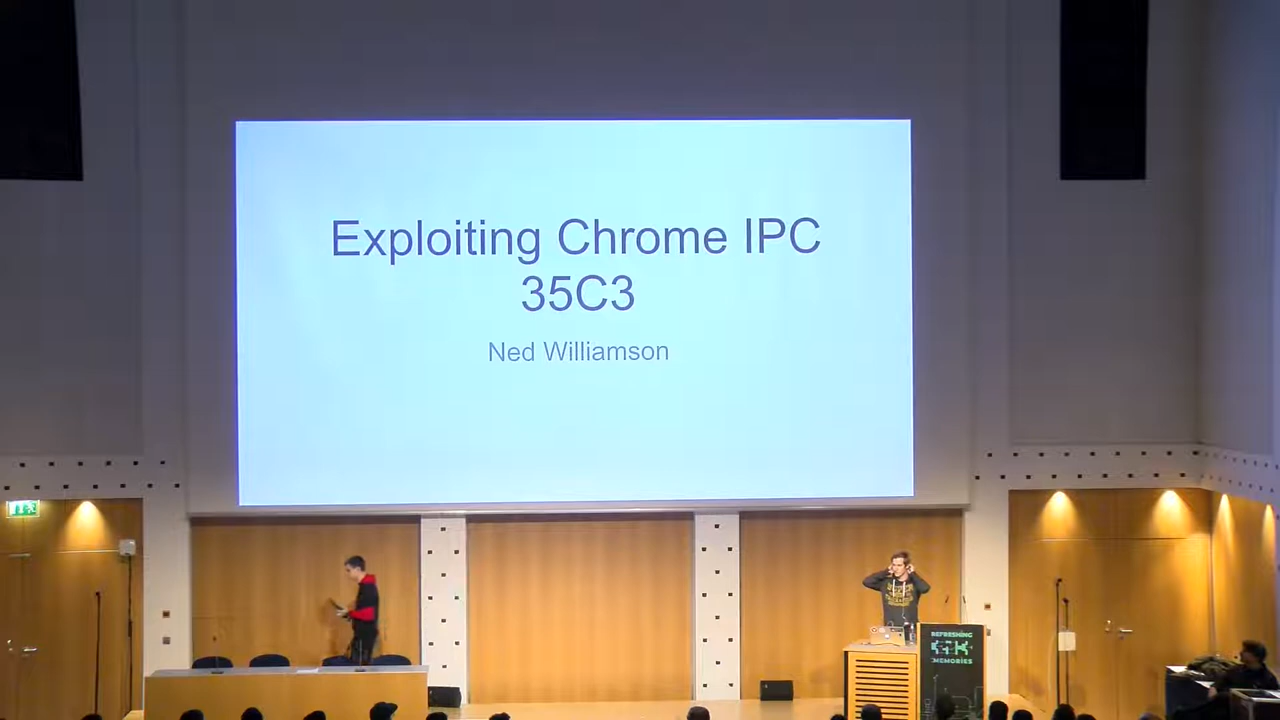 Exploiting Chrome IPC
35C3
Ned Williamson
REFRESHING
MEMORIES